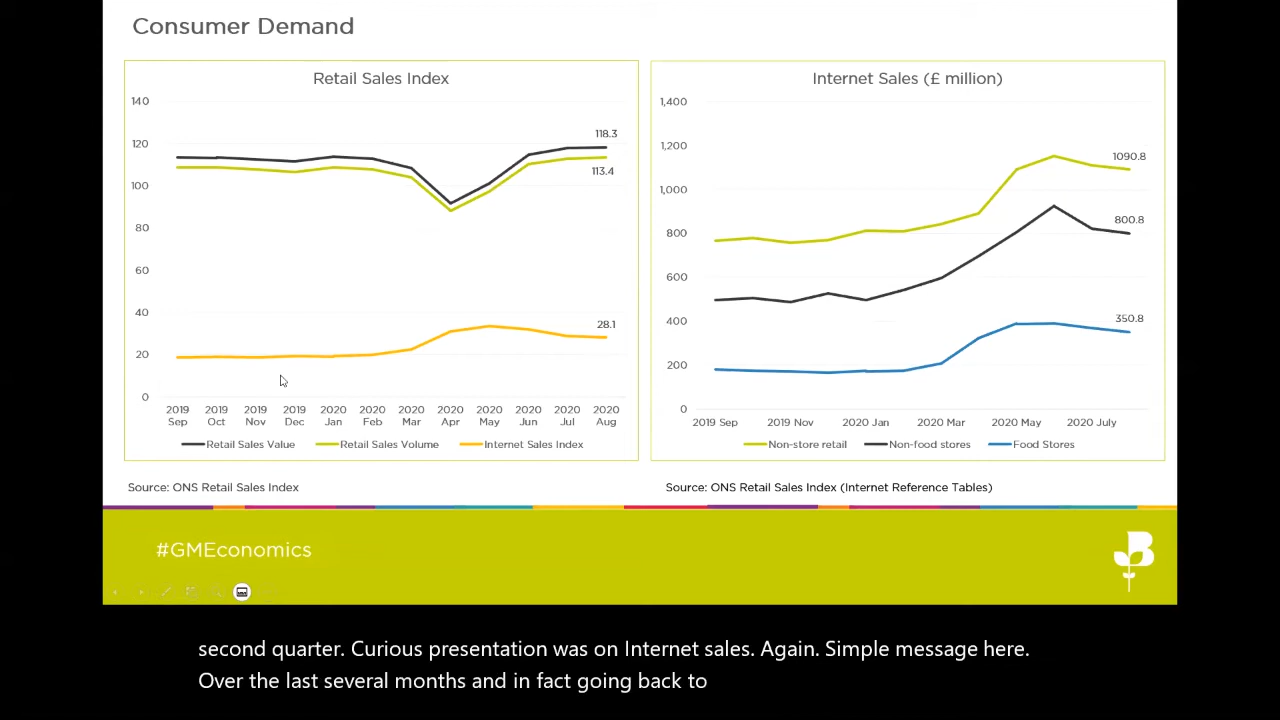 Consumer Demand
Retail Sales Index
140
120
100
80
60
40
20
0
118.3
113.4
28.1
2019 Sep
2019 Oct
2019 Nov
2019 Dec
2020 Jan
2020 Feb
2020 Mar
2020 Apr
2020 May
2020 Jun
2020 Jul
2020 Aug
Retail Sales Value
Retail Sales Volume
Internet Sales Index
Source: ONS Retail Sales Index
Internet Sales (£ million)
1,400
1,200
1,000
800
600
400
200
0
1090.8
800.8
350.8
2019 Sep
2019 Nov
2020 Jan
2020 Mar
2020 May
2020 July
Non-store retail
Non-food stores
Food Stores
Source: ONS Retail Sales Index (Internet Reference Tables)
#GMEconomics
B
second quarter. Curious presentation was on Internet sales. Again. Simple message here.
Over the last several months and in fact going back to